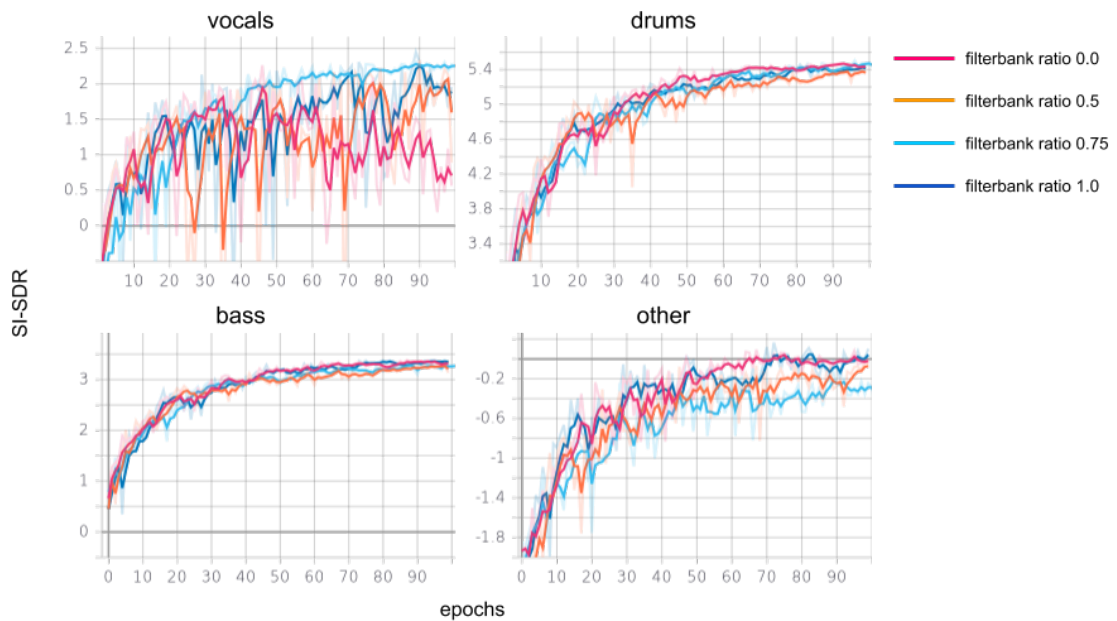 vocals
drums
2.5
2
1.5
1
0.5
0
10 20 30 40 50 60 70 80 90
5.4
5
4.6
4.2
3.8
3.4
10 20 30 40 50 60 70 80 90
filterbank ratio 0.0
filterbank ratio 0.5
filterbank ratio 0.75
filterbank ratio 1.0
SI-SDR
bass
other
3
2
1
0
0 10 20 30 40 50 60 70 80 90
-0.2
-0.6
-1
-1.4
-1.8
0 10 20 30 40 50 60 70 80 90
epochs